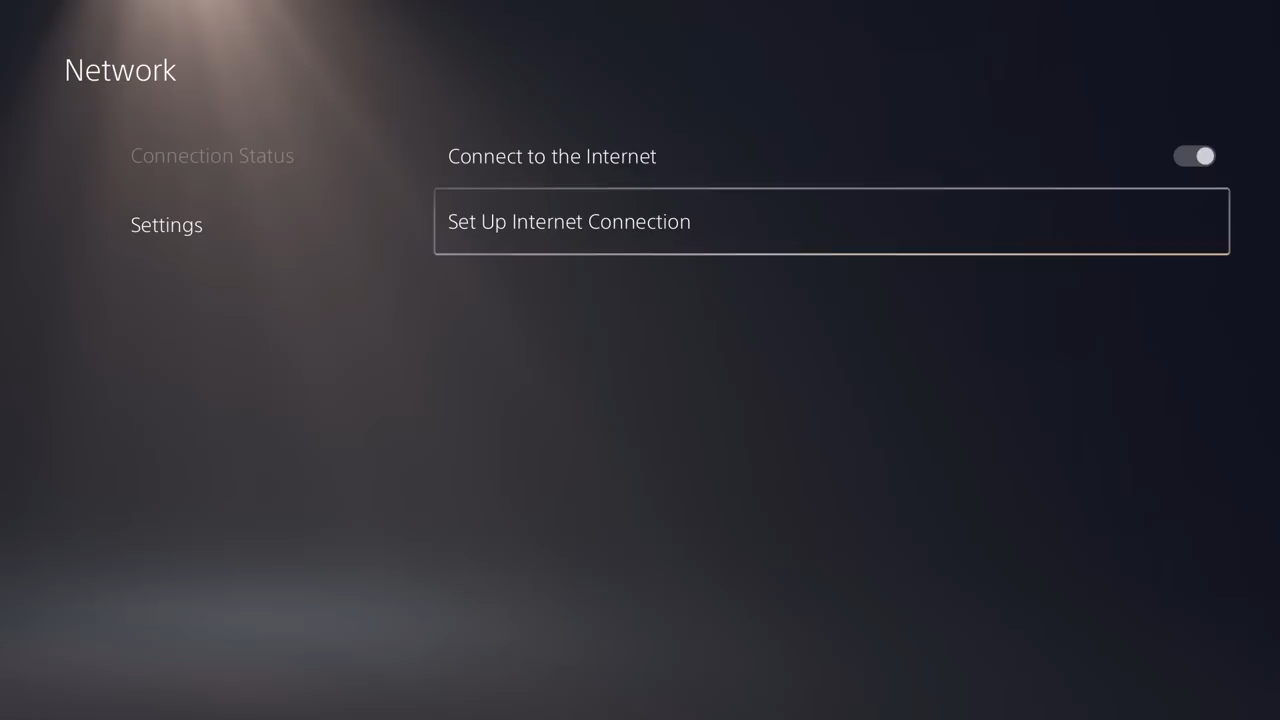 Network
Connection Status
Connect to the Internet
Settings
Set Up Internet Connection